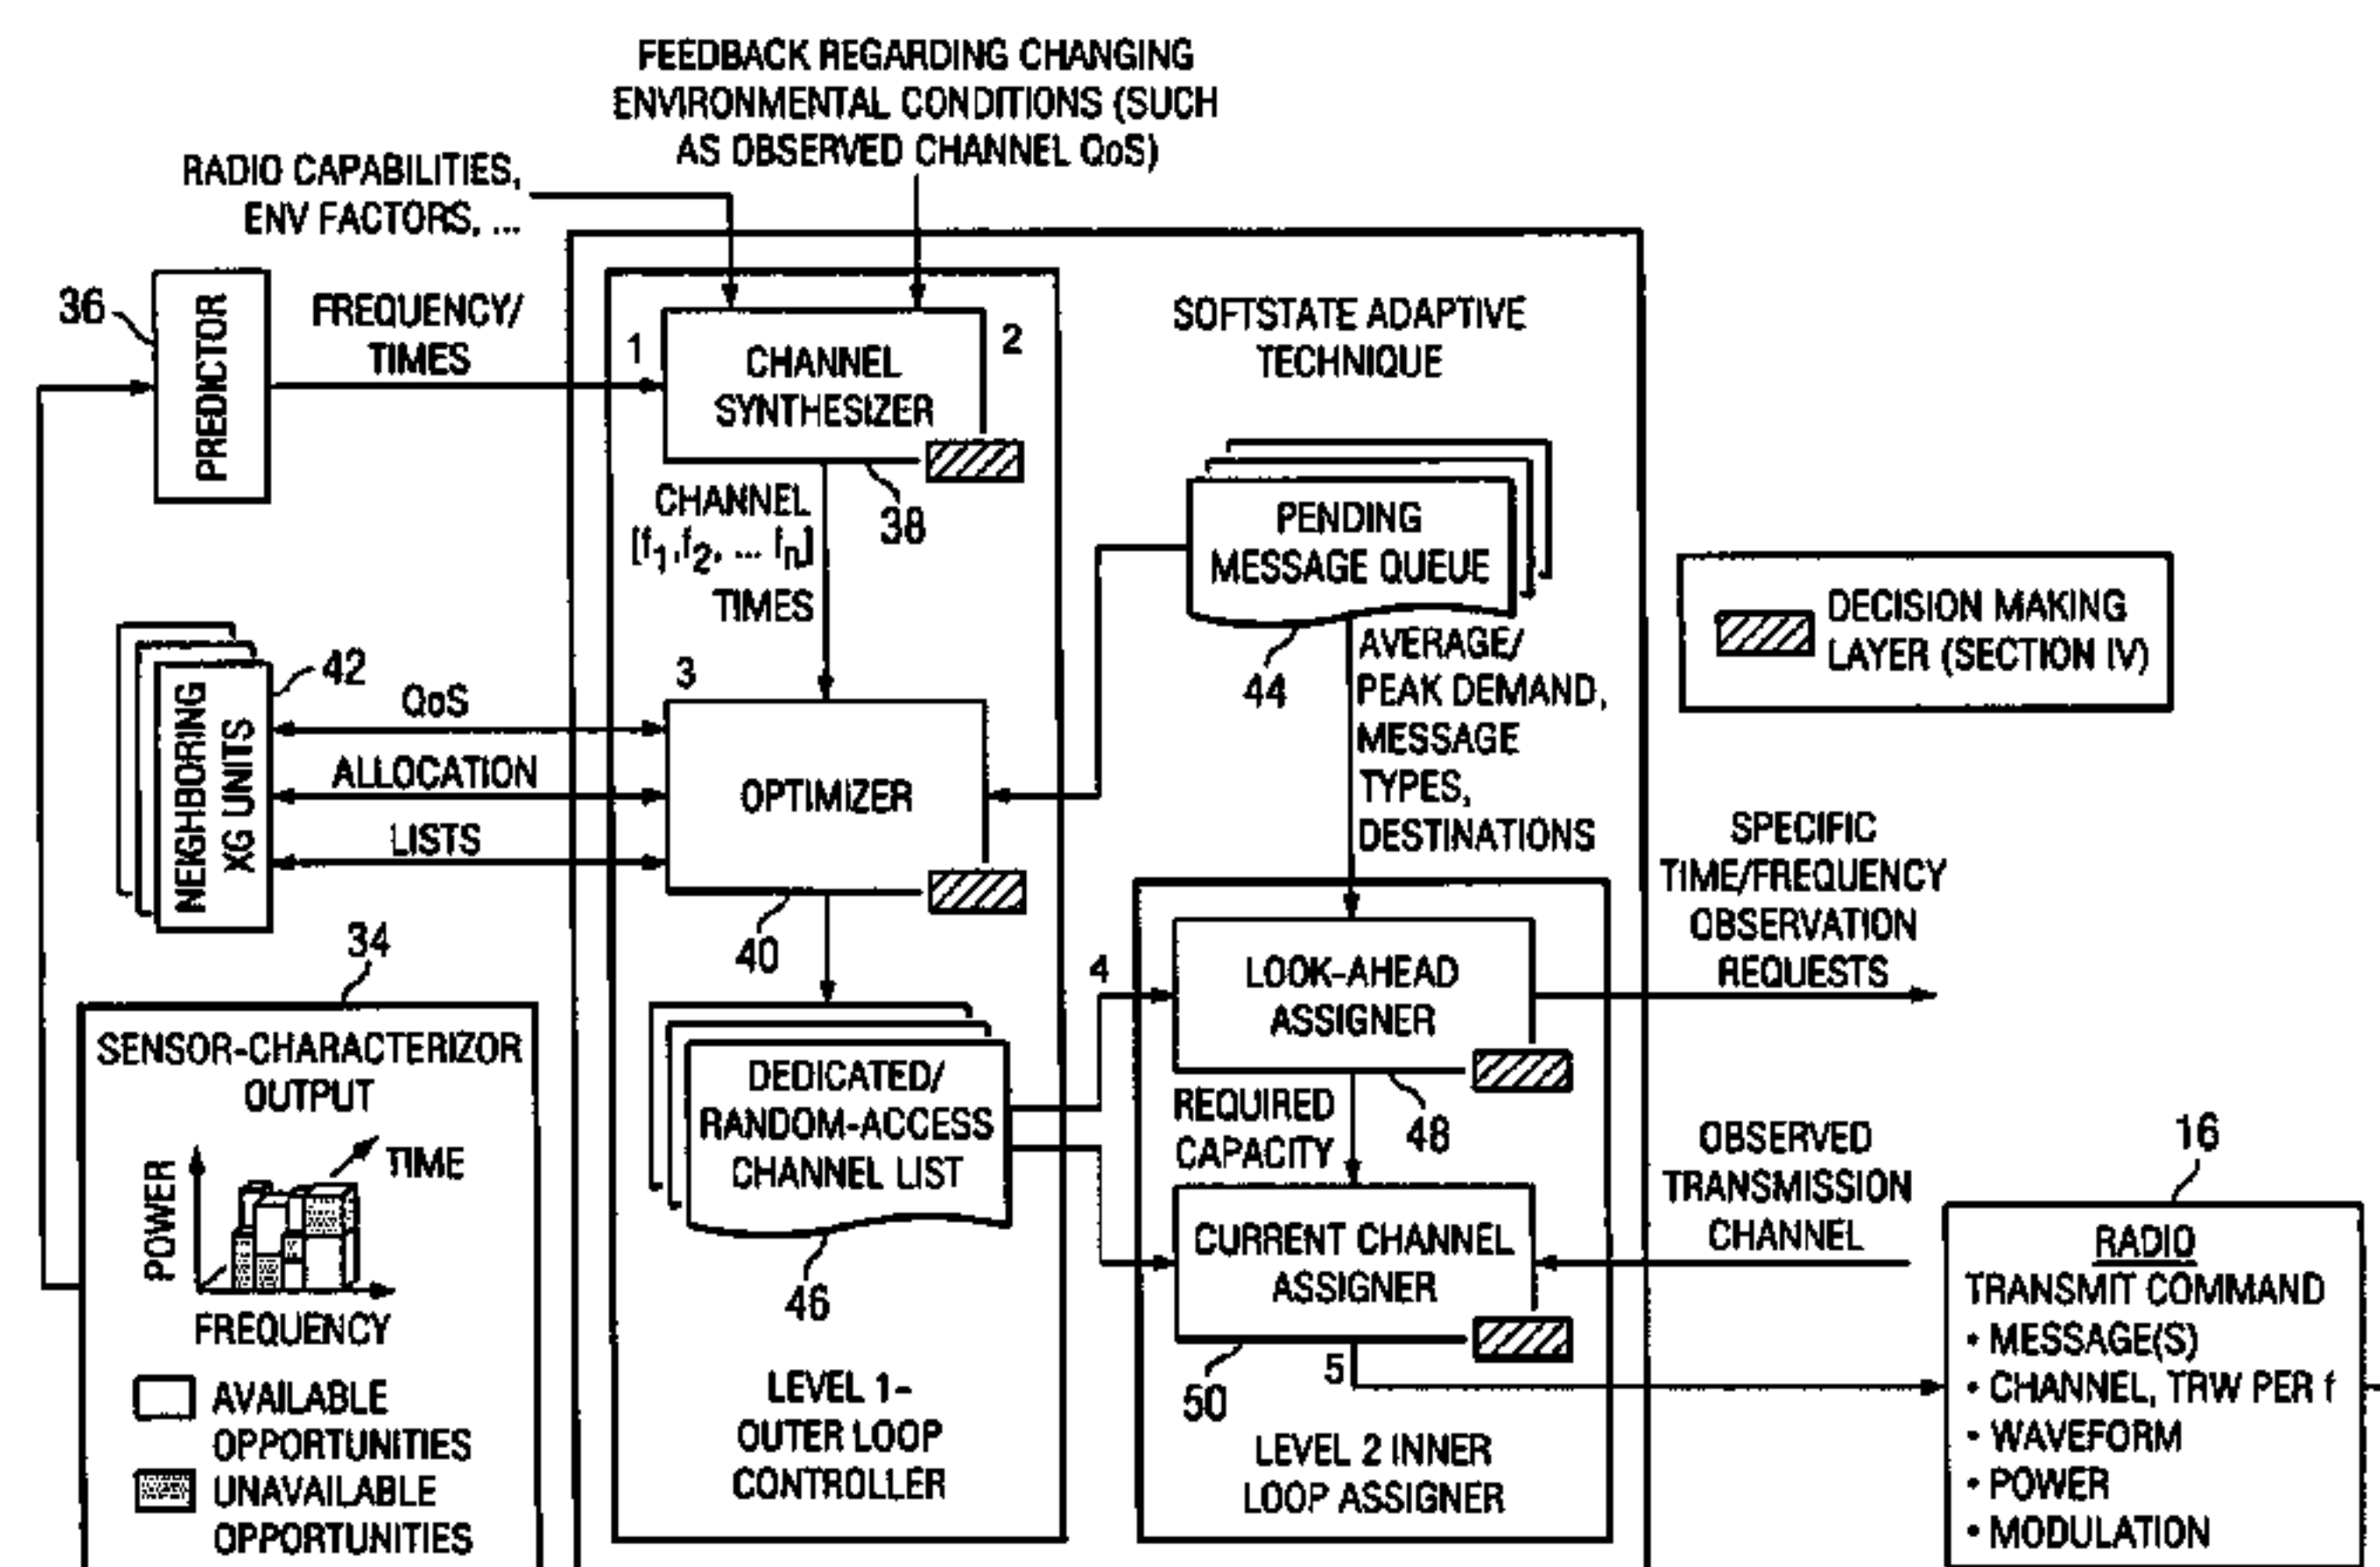 FEEDBACK REGARDING CHANGING
ENVIRONMENTAL CONDITIONS (SUCH
AS OBSERVED CHANNEL QoS)
RADIO CAPABILITIES,
ENV FACTORS, ...
36
PREDICTOR
FREQUENCY/
TIMES
1
CHANNEL
SYNTHESIZER
2
SOFTSTATE ADAPTIVE
TECHNIQUE
CHANNEL
[f1,f2, ... fn]
TIMES
38
PENDING
MESSAGE QUEUE
44
AVERAGE/
PEAK DEMAND,
MESSAGE
TYPES,
DESTINATIONS
DECISION MAKING
LAYER (SECTION IV)
42
NEIGHBORING
XG UNITS
QoS
ALLOCATION
LISTS
3
OPTIMIZER
40
34
SENSOR-CHARACTERIZOR
OUTPUT
POWER
TIME
FREQUENCY
AVAILABLE
OPPORTUNITIES
UNAVAILABLE
OPPORTUNITIES
DEDICATED/
RANDOM-ACCESS
CHANNEL LIST
46
LEVEL 1-
OUTER LOOP
CONTROLLER
4
LOOK-AHEAD
ASSIGNER
48
SPECIFIC
TIME/FREQUENCY
OBSERVATION
REQUESTS
REQUIRED
CAPACITY
CURRENT CHANNEL
ASSIGNER
50
5
LEVEL 2 INNER
LOOP ASSIGNER
OBSERVED
TRANSMISSION
CHANNEL
16
RADIO
TRANSMIT COMMAND
• MESSAGE(S)
• CHANNEL, TRW PER f
• WAVEFORM
• POWER
• MODULATION